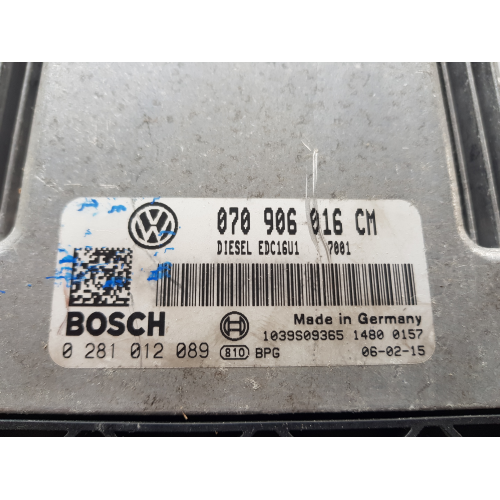 070 906 016 CM
DIESEL EDC16U1 7001
BOSCH
Made in Germany
1039S09365 1480 0157
0 281 012 089 810 BPG 06-02-15